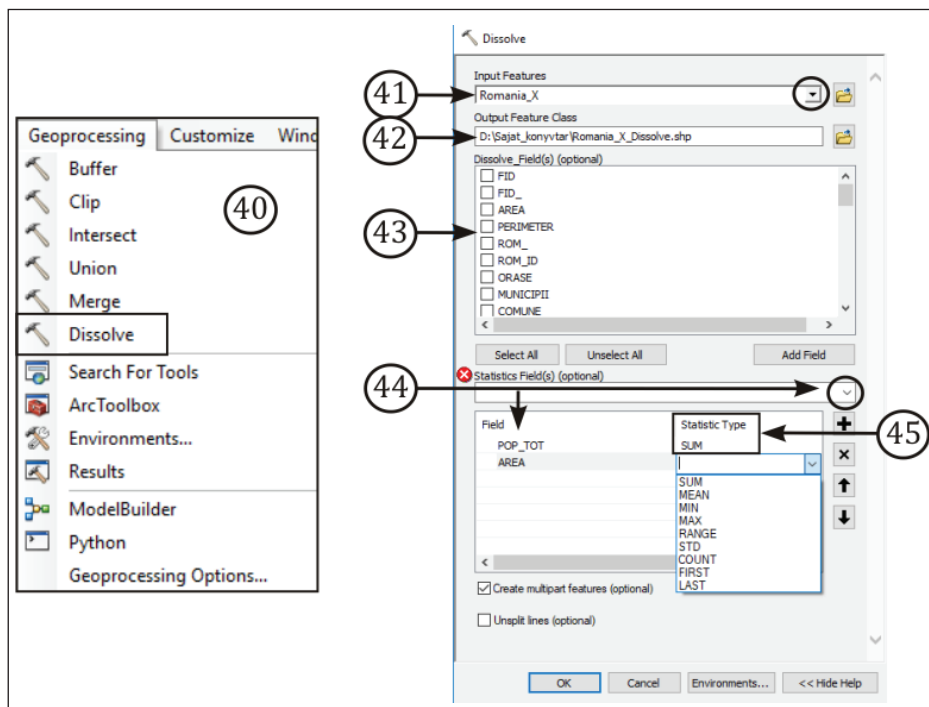 Geoprocessing Customize Wind
Buffer
Clip
40
Intersect
Union
Merge
Dissolve
Search For Tools
ArcToolbox
Environments...
Results
ModelBuilder
Python
Geoprocessing Options...
Dissolve
Input Features
41
Romania_X
Output Feature Class
42
D:\Sajat_konyvtar\Romania_X_Dissolve.shp
Dissolve_Field(s) (optional)
FID
FID_
AREA
43
PERIMETER
ROM_
ROM_ID
ORASE
MUNICIPII
COMUNE
Select All Unselect All Add Field
Statistics Field(s) (optional)
44
Field Statistic Type
45
POP_TOT SUM
AREA
SUM
MEAN
MIN
MAX
RANGE
STD
COUNT
FIRST
LAST
Create multipart features (optional)
Unsplit lines (optional)
OK Cancel Environments... << Hide Help